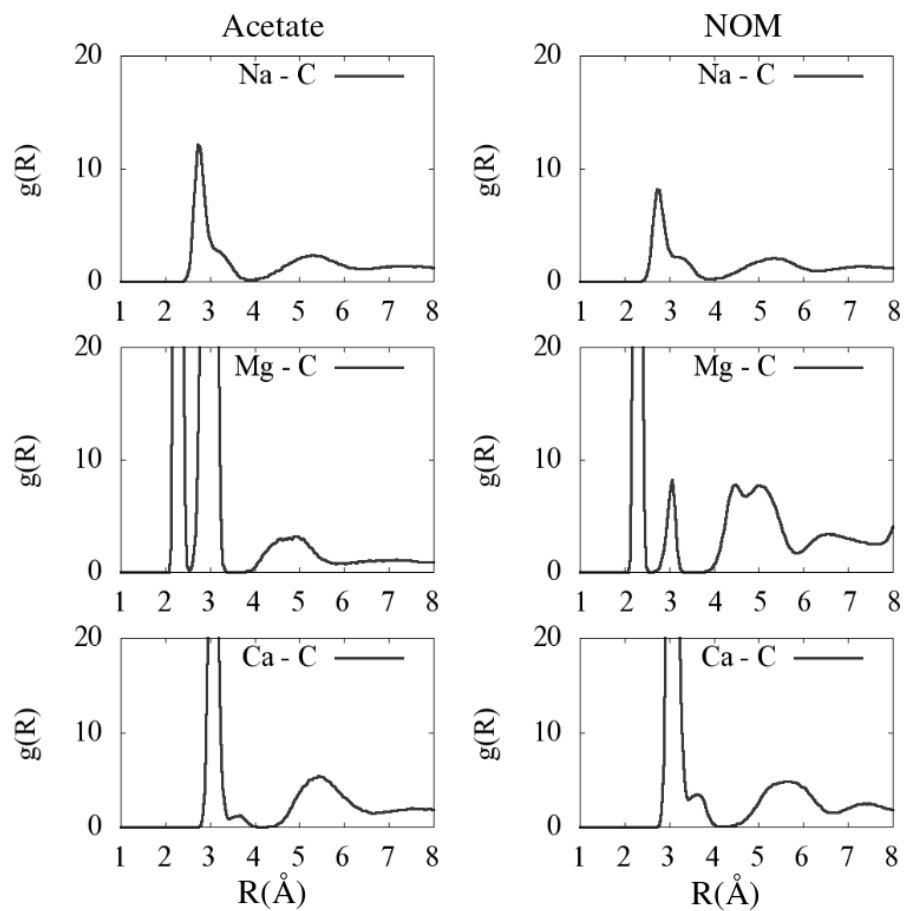 Acetate NOM
20 Na - C 20 Na - C
g(R) 10 g(R) 10
0 0
1 2 3 4 5 6 7 8 1 2 3 4 5 6 7 8
20 Mg - C 20 Mg - C
g(R) 10 g(R) 10
0 0
1 2 3 4 5 6 7 8 1 2 3 4 5 6 7 8
20 Ca - C 20 Ca - C
g(R) 10 g(R) 10
0 0
1 2 3 4 5 6 7 8 1 2 3 4 5 6 7 8
R(Å) R(Å)